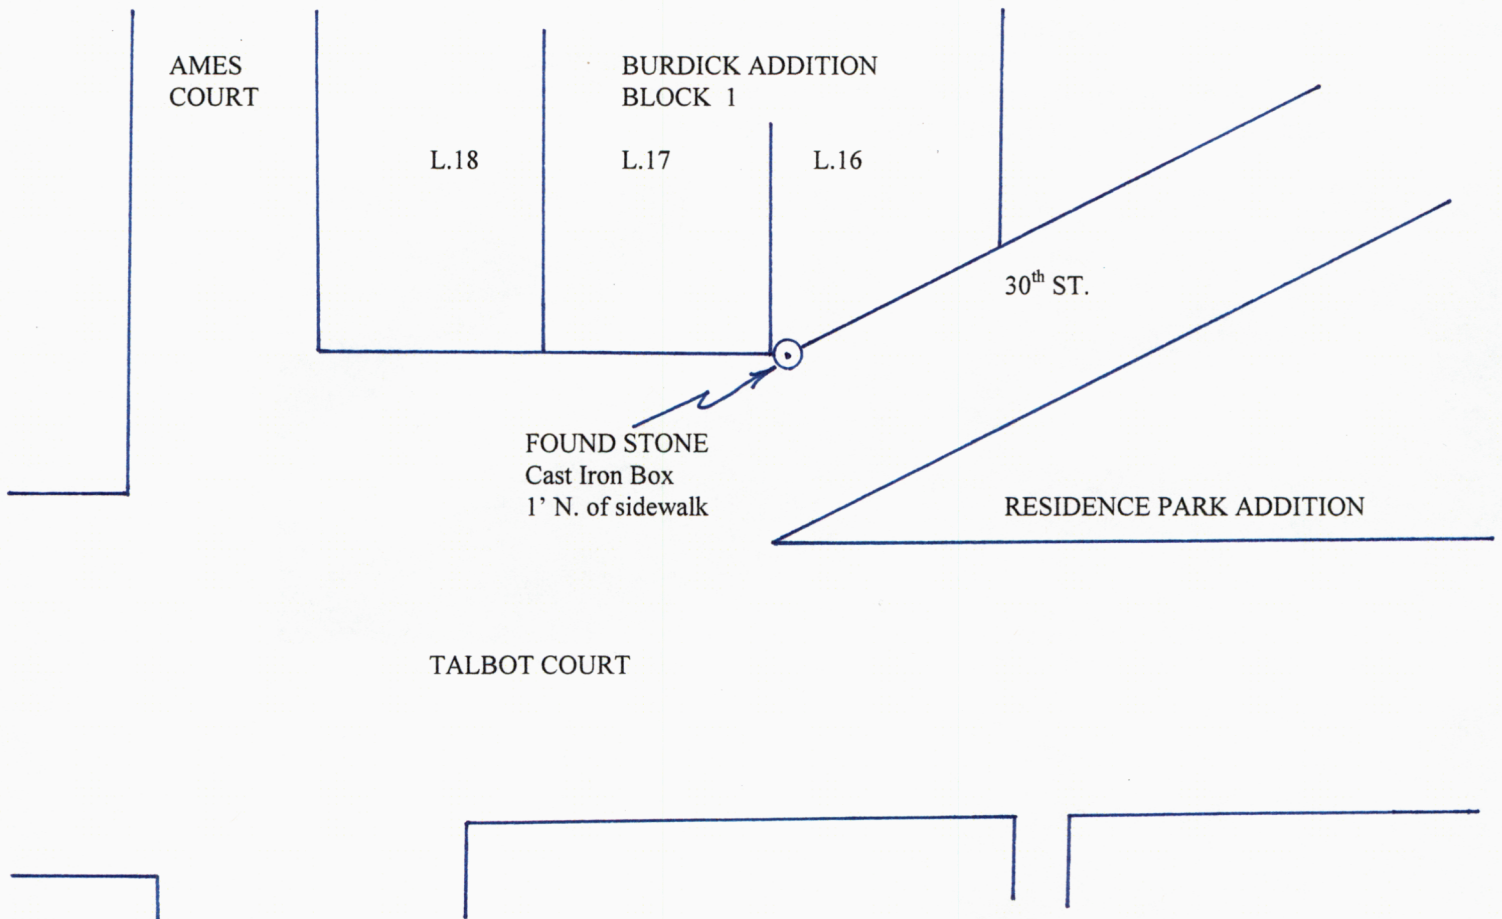 AMES
COURT
BURDICK ADDITION
BLOCK 1
L.18
L.17
L.16
30th ST.
FOUND STONE
Cast Iron Box
1' N. of sidewalk
RESIDENCE PARK ADDITION
TALBOT COURT